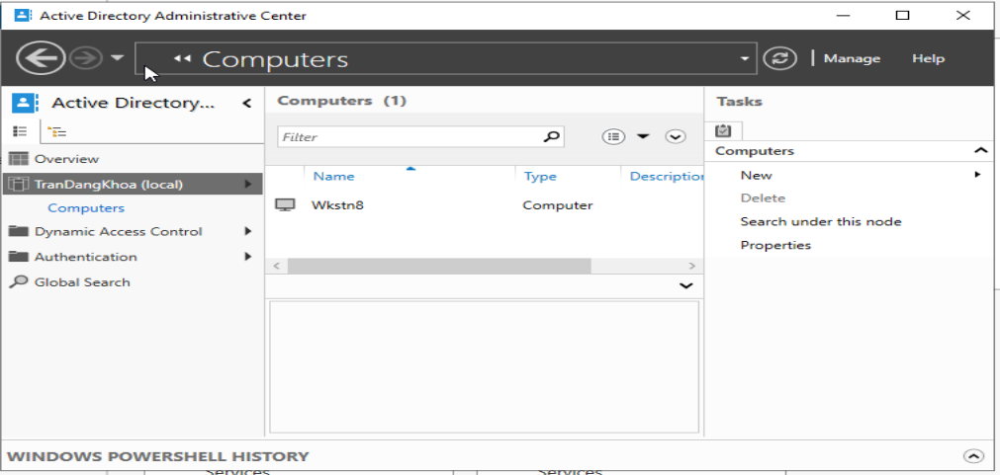 Active Directory Administrative Center
Computers
Manage
Help
Active Directory...
Overview
TranDangKhoa (local)
Computers
Dynamic Access Control
Authentication
Global Search
Computers (1)
Filter
Name Type Descriptio
Wkstn8 Computer
Tasks
Computers
New
Delete
Search under this node
Properties
WINDOWS POWERSHELL HISTORY
Services Services